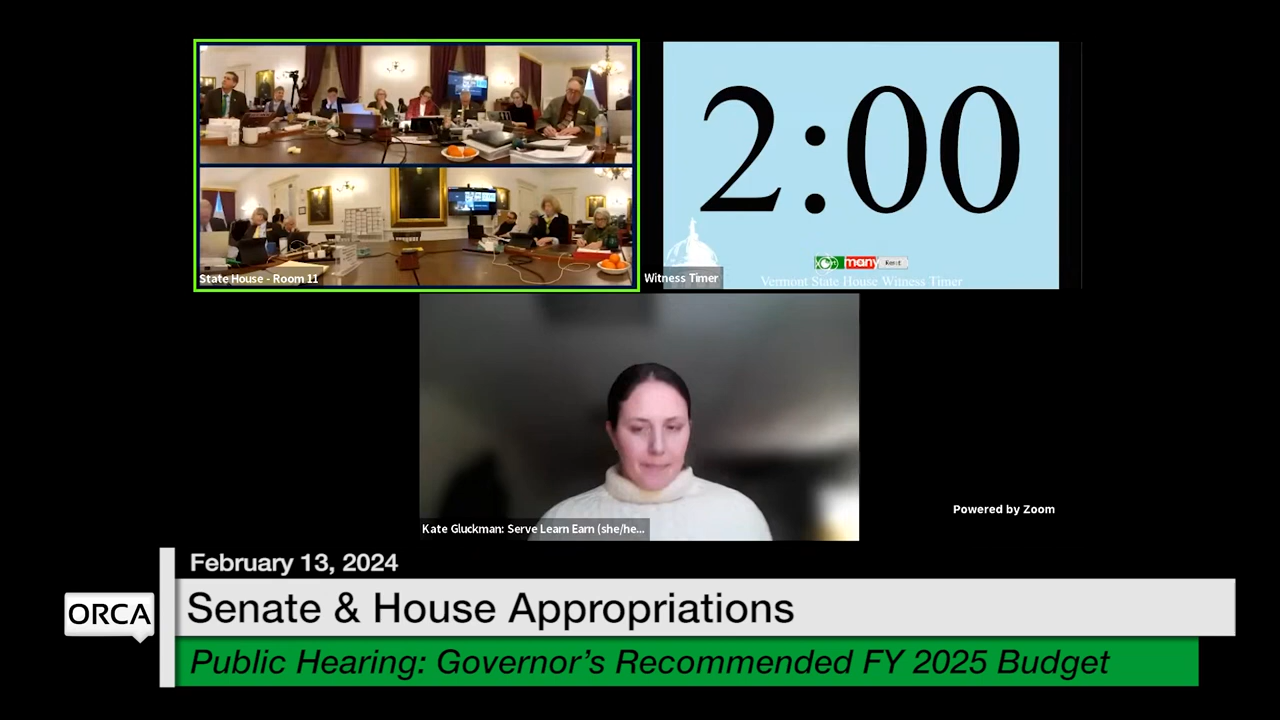 2:00
many
Vermont State House Witness Timer
State House - Room 11
Witness Timer
Kate Gluckman: Serve Learn Earn (she/he...
Powered by Zoom
February 13, 2024
ORCA
Senate & House Appropriations
Public Hearing: Governor's Recommended FY 2025 Budget